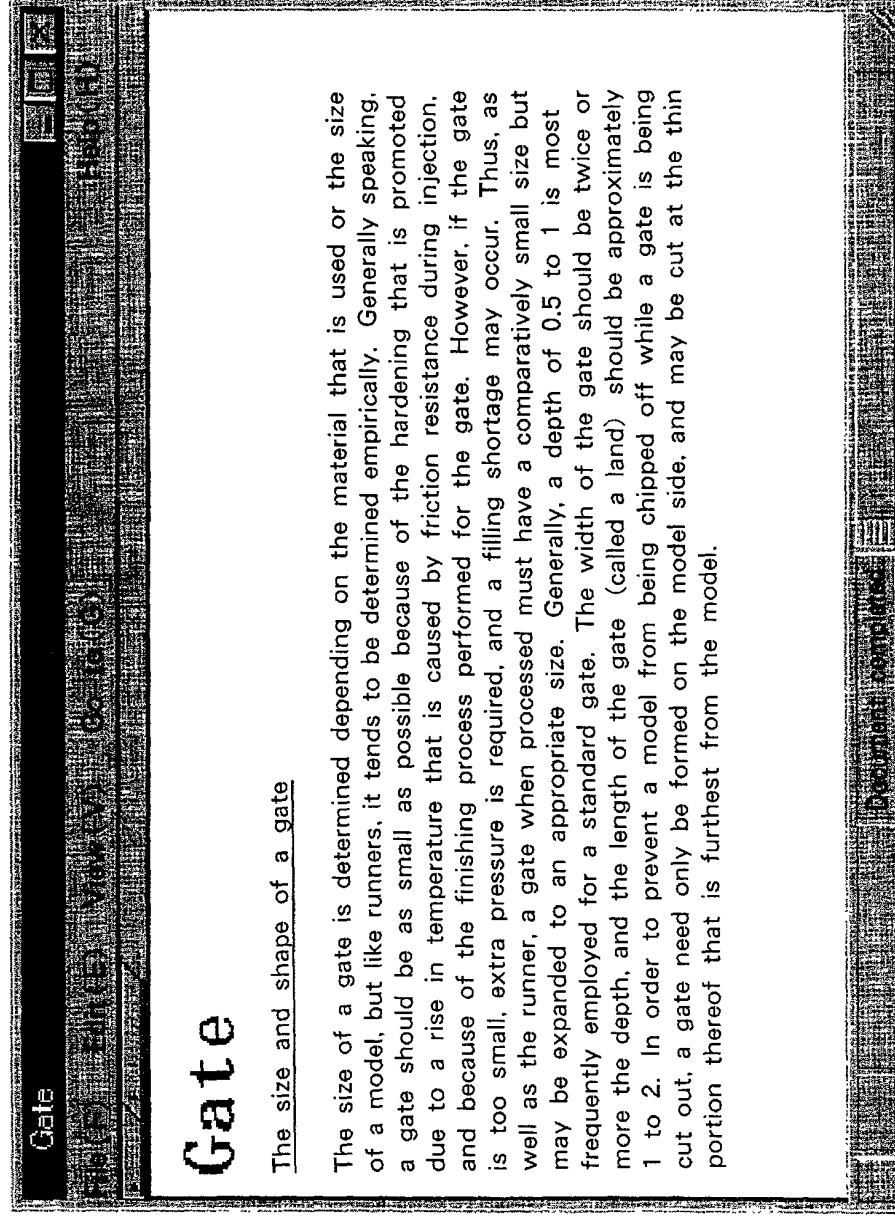 Gate
File (F) Edit (E) View (V) Go to (G) Help (H)
Gate
The size and shape of a gate
The size of a gate is determined depending on the material that is used or the size
of a model, but like runners, it tends to be determined empirically. Generally speaking,
a gate should be as small as possible because of the hardening that is promoted
due to a rise in temperature that is caused by friction resistance during injection,
and because of the finishing process performed for the gate. However, if the gate
is too small, extra pressure is required, and a filling shortage may occur. Thus, as
well as the runner, a gate when processed must have a comparatively small size but
may be expanded to an appropriate size. Generally, a depth of 0.5 to 1 is most
frequently employed for a standard gate. The width of the gate should be twice or
more the depth, and the length of the gate (called a land) should be approximately
1 to 2. In order to prevent a model from being chipped off while a gate is being
cut out, a gate need only be formed on the model side, and may be cut at the thin
portion thereof that is furthest from the model.
Document completed